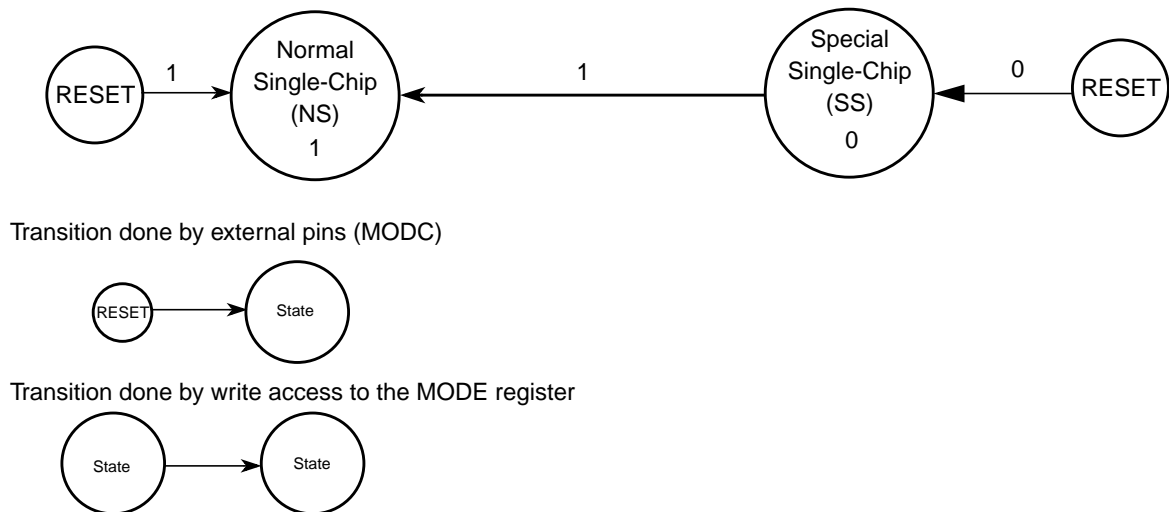 RESET
1
Normal
Single-Chip
(NS)
1
1
Special
Single-Chip
(SS)
0
0
RESET
Transition done by external pins (MODC)
RESET
State
Transition done by write access to the MODE register
State
State